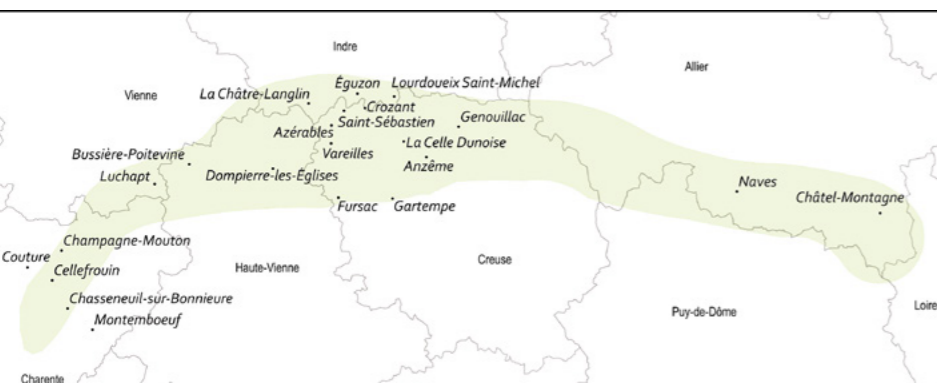 Indre
Allier
Vienne
Éguzon
Lourdoueix Saint-Michel
La Châtre-Langlin
Crozant
Saint-Sébastien
Genouillac
Azérables
La Celle Dunoise
Vareilles
Anzême
Bussière-Poitevine
Luchapt
Dompierre-les-Églises
Naves
Châtel-Montagne
Fursac
Gartempe
Champagne-Mouton
Couture
Cellefrouin
Haute-Vienne
Creuse
Chasseneuil-sur-Bonnieure
Montemboeuf
Puy-de-Dôme
Loire
Charente